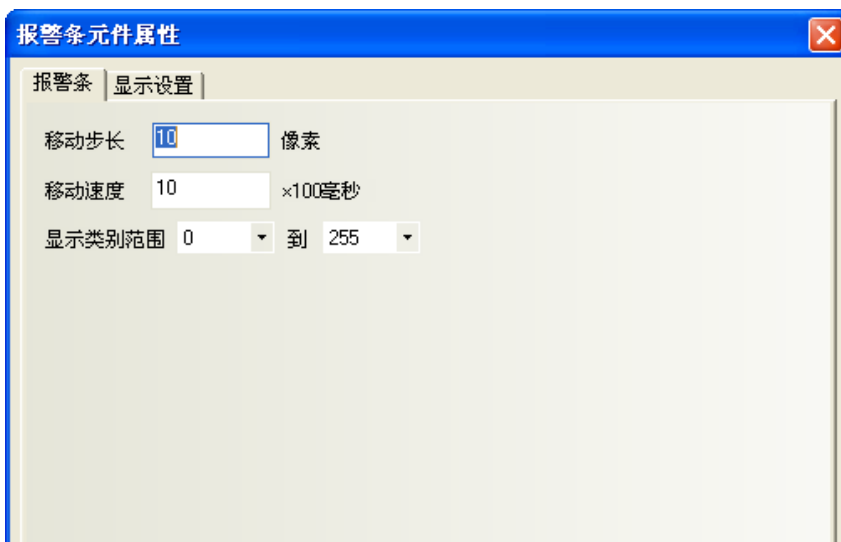 报警条元件属性
报警条 显示设置
移动步长 10 像素
移动速度 10 ×100毫秒
显示类别范围 0 到 255